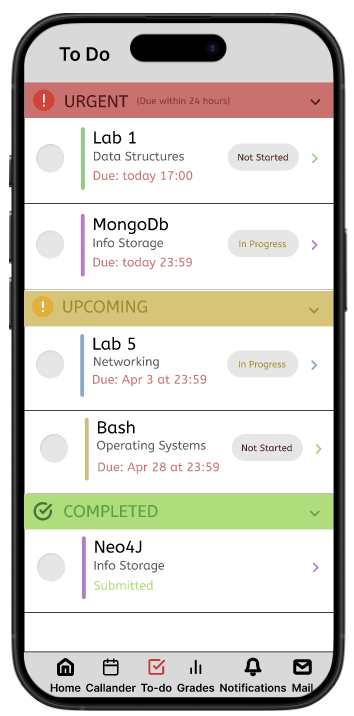 To Do
URGENT (Due within 24 hours)
Lab 1
Data Structures
Not Started
Due: today 17:00
MongoDb
Info Storage
In Progress
Due: today 23:59
UPCOMING
Lab 5
Networking
In Progress
Due: Apr 3 at 23:59
Bash
Operating Systems
Not Started
Due: Apr 28 at 23:59
COMPLETED
Neo4J
Info Storage
Submitted
Home Callander To-do Grades Notifications Mail